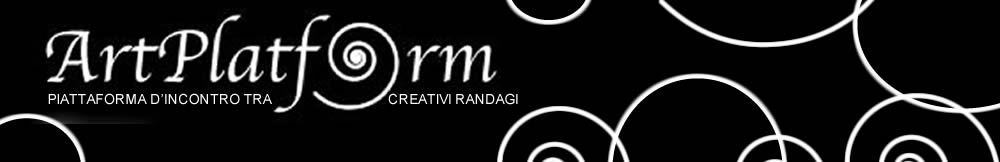 ArtPlatform
PIATTAFORMA D'INCONTRO TRA CREATIVI RANDAGI